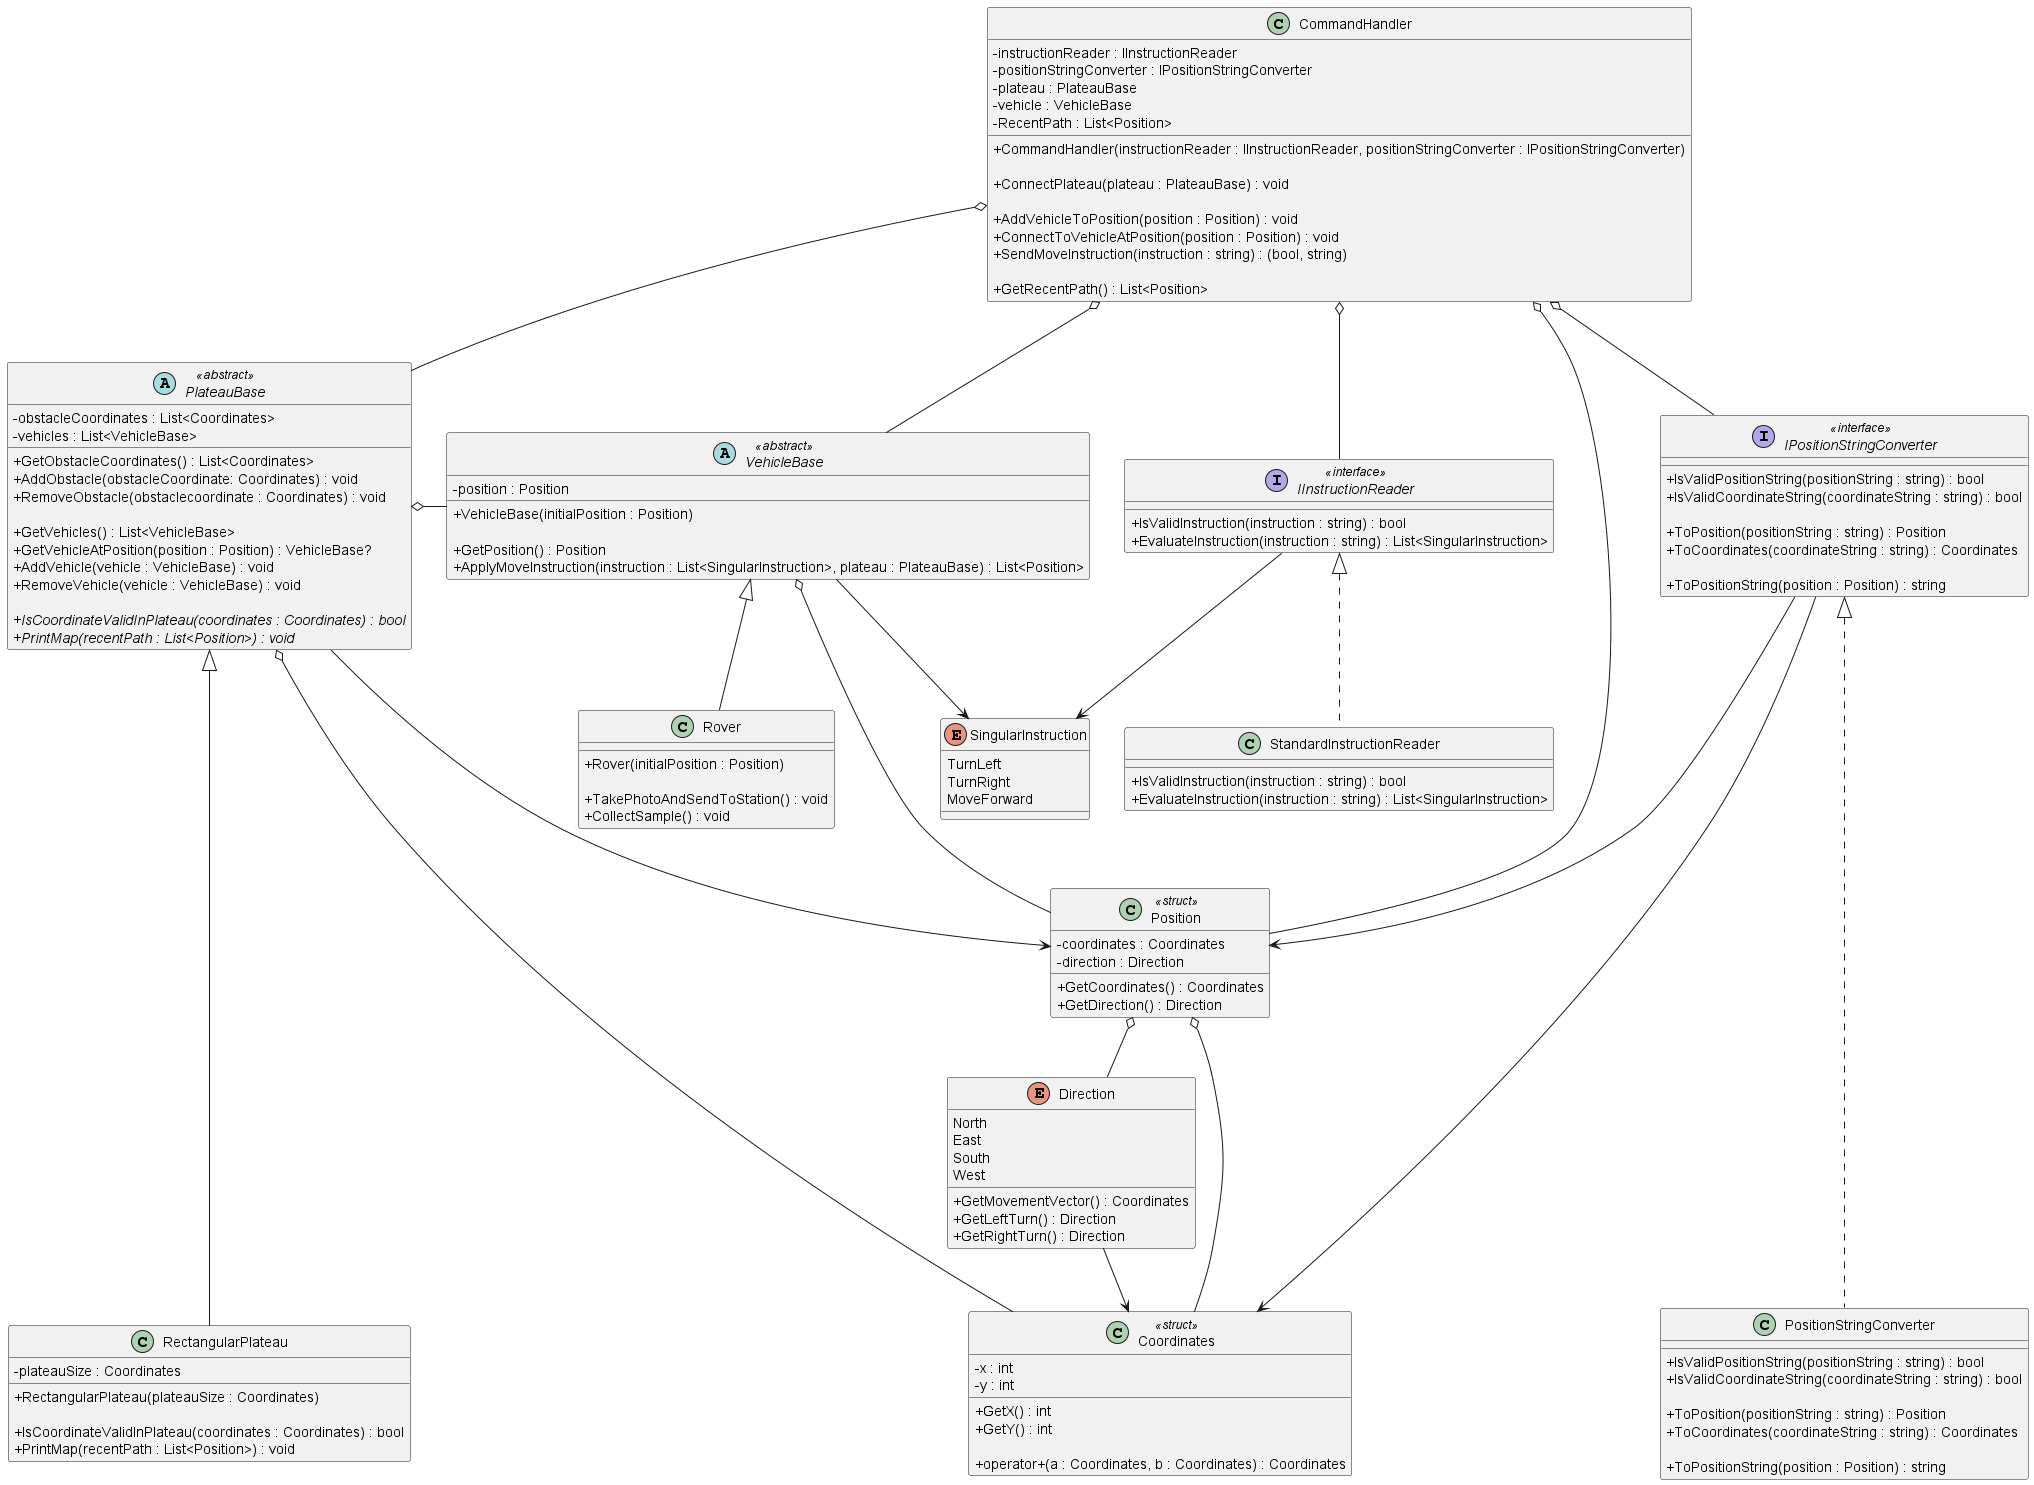 C CommandHandler
-instructionReader : IInstructionReader
-positionStringConverter : IPositionStringConverter
-plateau : PlateauBase
-vehicle : VehicleBase
-RecentPath : List<Position>
+CommandHandler(instructionReader : IInstructionReader, positionStringConverter : IPositionStringConverter)
+ConnectPlateau(plateau : PlateauBase) : void
+AddVehicleToPosition(position : Position) : void
+ConnectToVehicleAtPosition(position : Position) : void
+SendMoveInstruction(instruction : string) : (bool, string)
+GetRecentPath() : List<Position>
«abstract»
A PlateauBase
-obstacleCoordinates : List<Coordinates>
-vehicles : List<VehicleBase>
+GetObstacleCoordinates() : List<Coordinates>
+AddObstacle(obstacleCoordinate: Coordinates) : void
+RemoveObstacle(obstaclecoordinate : Coordinates) : void
+GetVehicles() : List<VehicleBase>
+GetVehicleAtPosition(position : Position) : VehicleBase?
+AddVehicle(vehicle : VehicleBase) : void
+RemoveVehicle(vehicle : VehicleBase) : void
+IsCoordinateValidInPlateau(coordinates : Coordinates) : bool
+PrintMap(recentPath : List<Position>) : void
«abstract»
A VehicleBase
-position : Position
+VehicleBase(initialPosition : Position)
+GetPosition() : Position
+ApplyMoveInstruction(instruction : List<SingularInstruction>, plateau : PlateauBase) : List<Position>
«interface»
I IInstructionReader
+IsValidInstruction(instruction : string) : bool
+EvaluateInstruction(instruction : string) : List<SingularInstruction>
«interface»
I IPositionStringConverter
+IsValidPositionString(positionString : string) : bool
+IsValidCoordinateString(coordinateString : string) : bool
+ToPosition(positionString : string) : Position
+ToCoordinates(coordinateString : string) : Coordinates
+ToPositionString(position : Position) : string
C Rover
+Rover(initialPosition : Position)
+TakePhotoAndSendToStation() : void
+CollectSample() : void
E SingularInstruction
TurnLeft
TurnRight
MoveForward
C StandardInstructionReader
+IsValidInstruction(instruction : string) : bool
+EvaluateInstruction(instruction : string) : List<SingularInstruction>
«struct»
C Position
-coordinates : Coordinates
-direction : Direction
+GetCoordinates() : Coordinates
+GetDirection() : Direction
E Direction
North
East
South
West
+GetMovementVector() : Coordinates
+GetLeftTurn() : Direction
+GetRightTurn() : Direction
C RectangularPlateau
-plateauSize : Coordinates
+RectangularPlateau(plateauSize : Coordinates)
+IsCoordinateValidInPlateau(coordinates : Coordinates) : bool
+PrintMap(recentPath : List<Position>) : void
«struct»
C Coordinates
-x : int
-y : int
+GetX() : int
+GetY() : int
+operator+(a : Coordinates, b : Coordinates) : Coordinates
C PositionStringConverter
+IsValidPositionString(positionString : string) : bool
+IsValidCoordinateString(coordinateString : string) : bool
+ToPosition(positionString : string) : Position
+ToCoordinates(coordinateString : string) : Coordinates
+ToPositionString(position : Position) : string